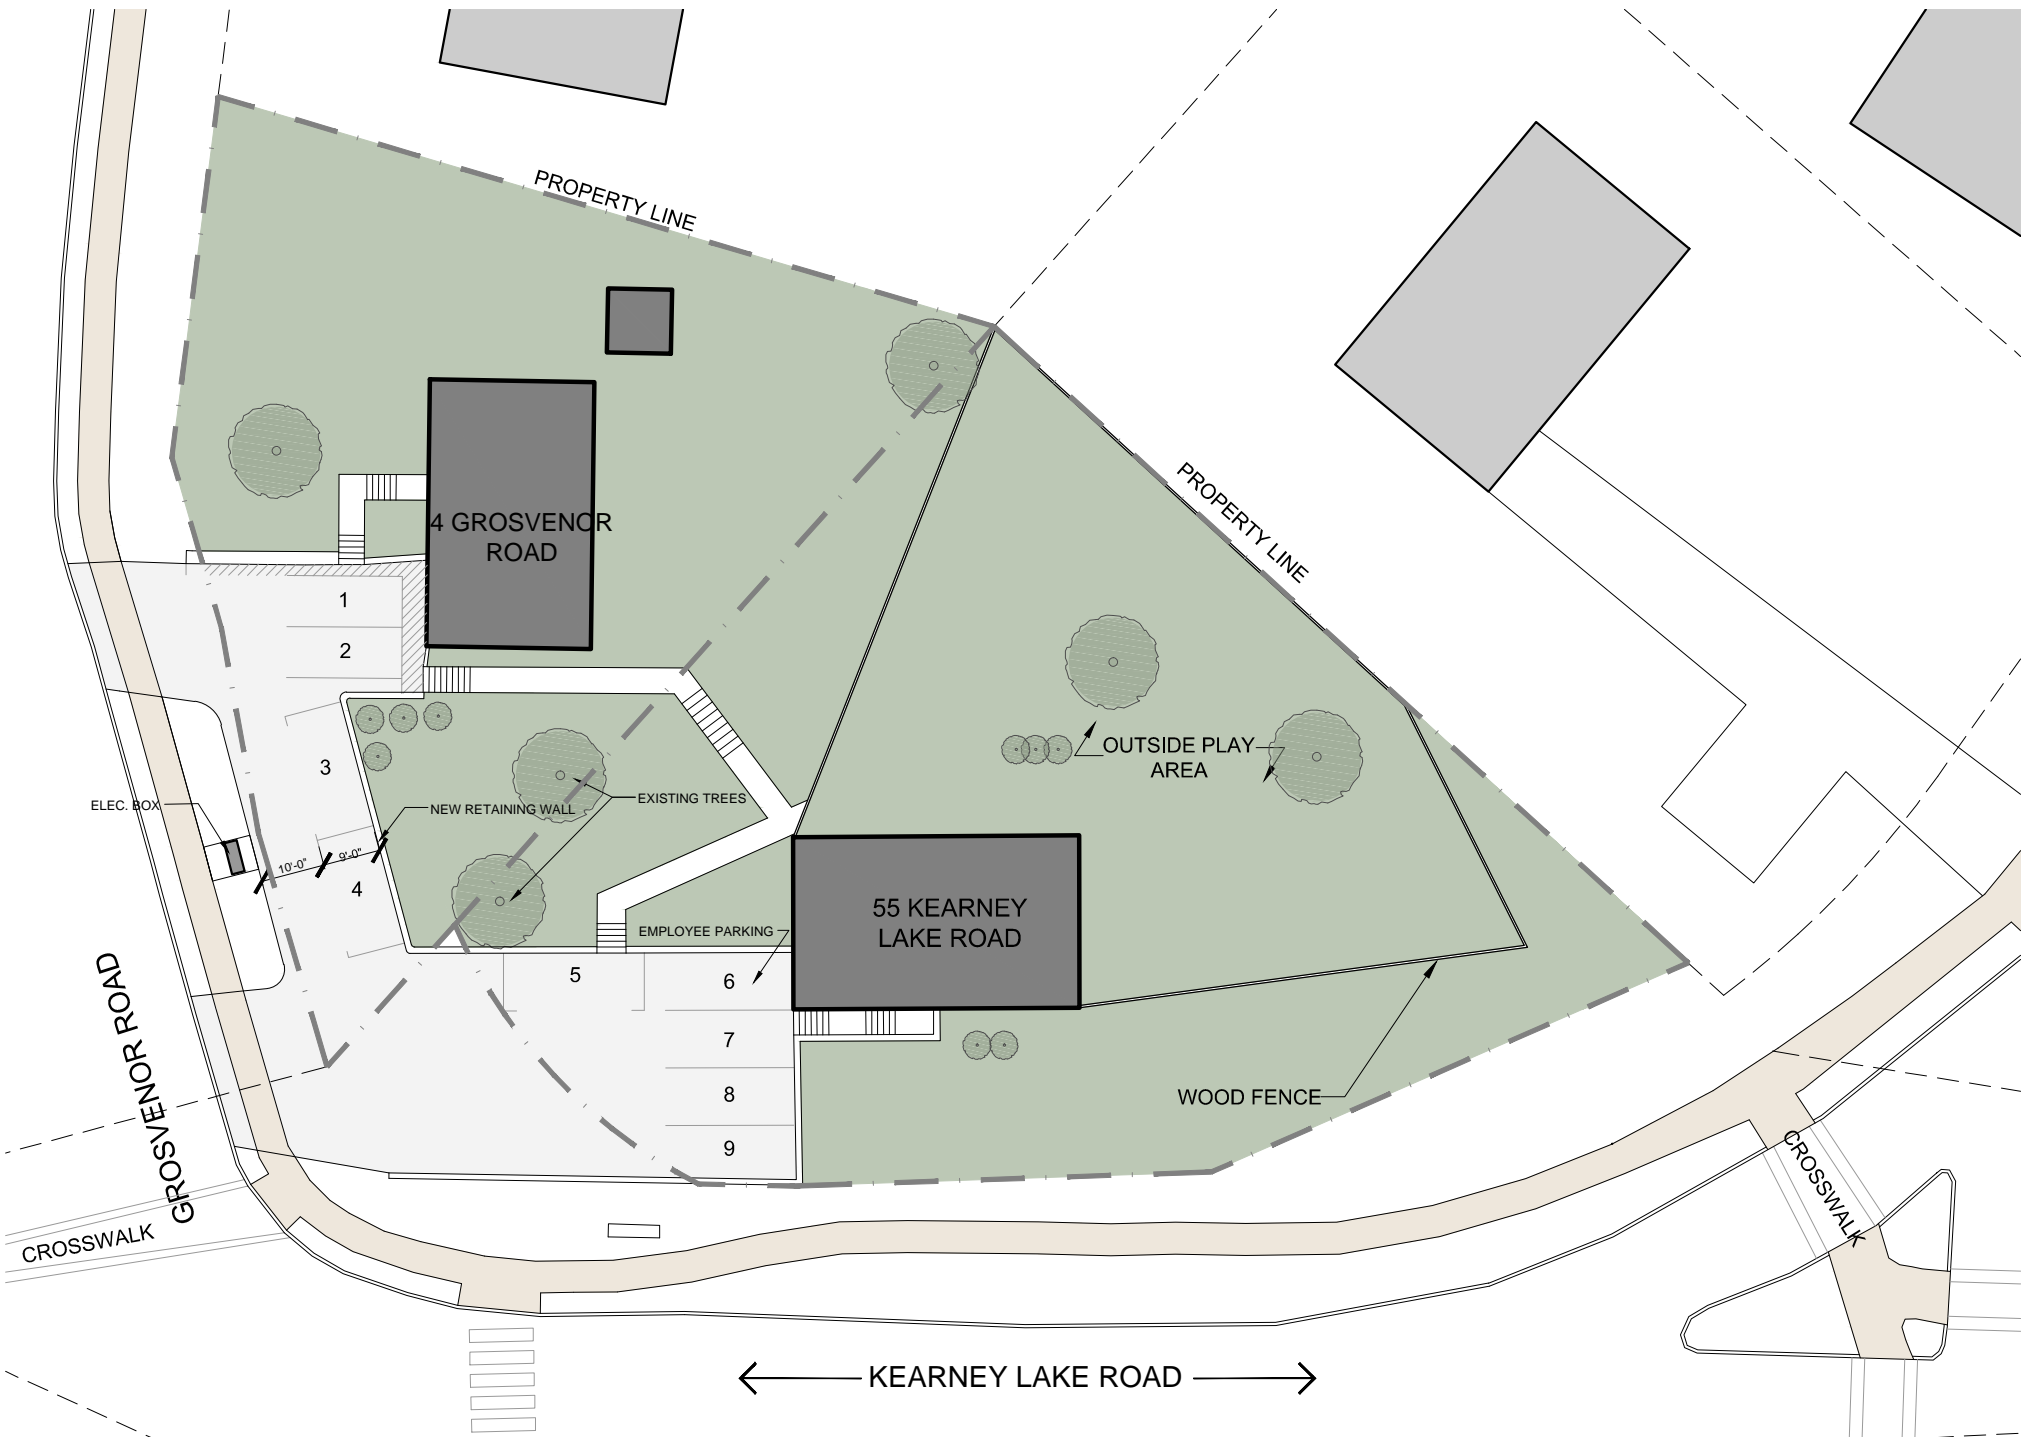 PROPERTY LINE
PROPERTY LINE
4 GROSVENOR
ROAD
1
2
3
ELEC. BOX
NEW RETAINING WALL
EXISTING TREES
OUTSIDE PLAY
AREA
10'-0"
9'-0"
4
55 KEARNEY
LAKE ROAD
EMPLOYEE PARKING
5
6
7
8
9
WOOD FENCE
GROSVENOR ROAD
CROSSWALK
CROSSWALK
KEARNEY LAKE ROAD